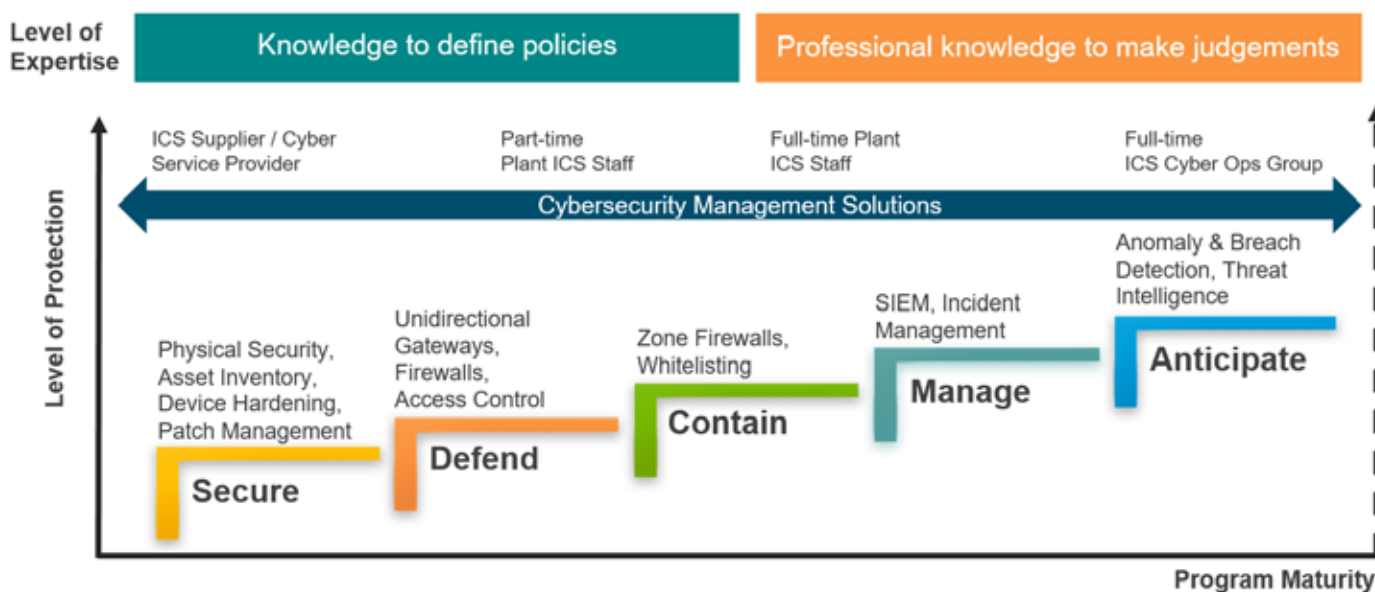 Level of
Expertise
Knowledge to define policies
Professional knowledge to make judgements
ICS Supplier / Cyber
Service Provider
Part-time
Plant ICS Staff
Full-time Plant
ICS Staff
Full-time
ICS Cyber Ops Group
Cybersecurity Management Solutions
Level of Protection
Physical Security,
Asset Inventory,
Device Hardening,
Patch Management
Secure
Unidirectional
Gateways,
Firewalls,
Access Control
Defend
Zone Firewalls,
Whitelisting
Contain
SIEM, Incident
Management
Manage
Anomaly & Breach
Detection, Threat
Intelligence
Anticipate
Program Maturity